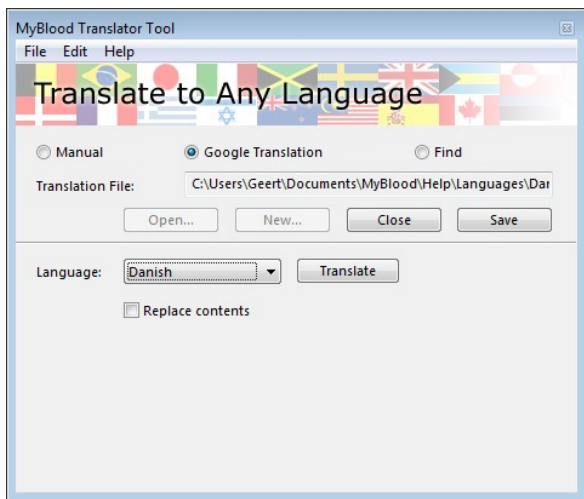 MyBlood Translator Tool
File Edit Help
Translate to Any Language
Manual Google Translation Find
Translation File: C:\Users\Geert\Documents\MyBlood\Help\Languages\Dar
Open... New... Close Save
Language: Danish Translate
Replace contents